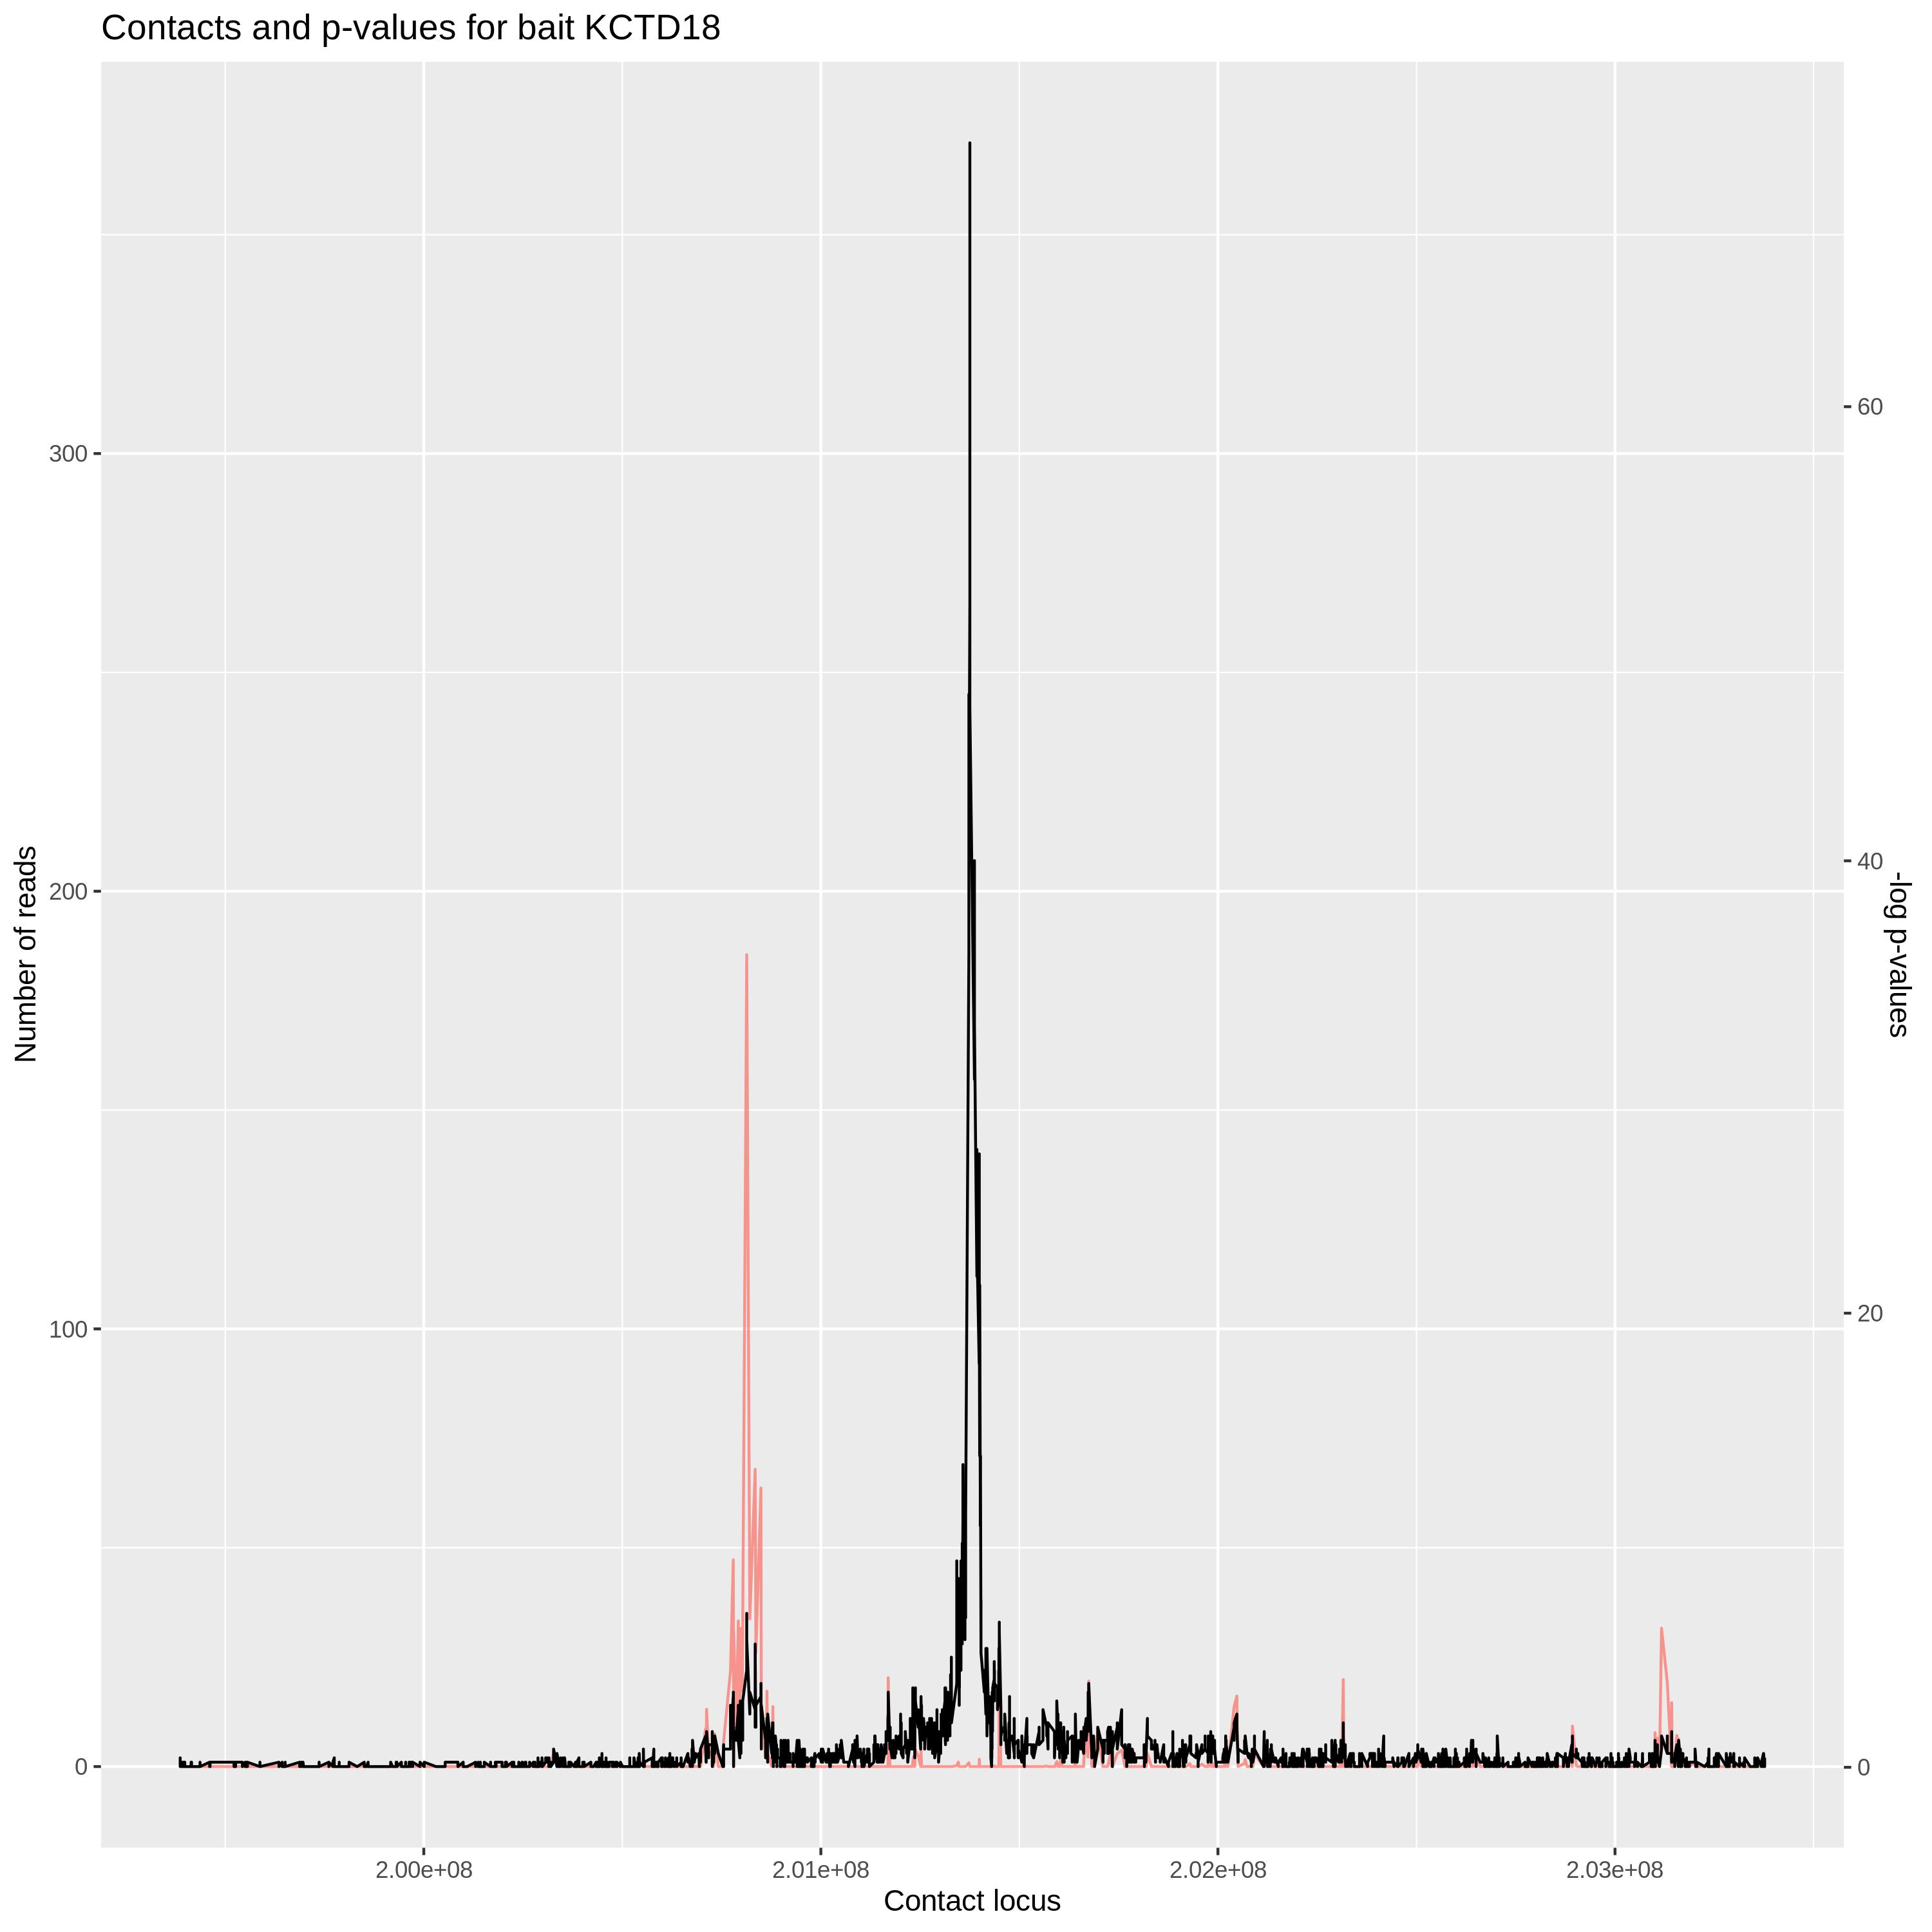 Contacts and p-values for bait KCTD18
300
200
100
0
60
40
20
0
Number of reads
-log p-values
2.00e+08 2.01e+08 2.02e+08 2.03e+08
Contact locus